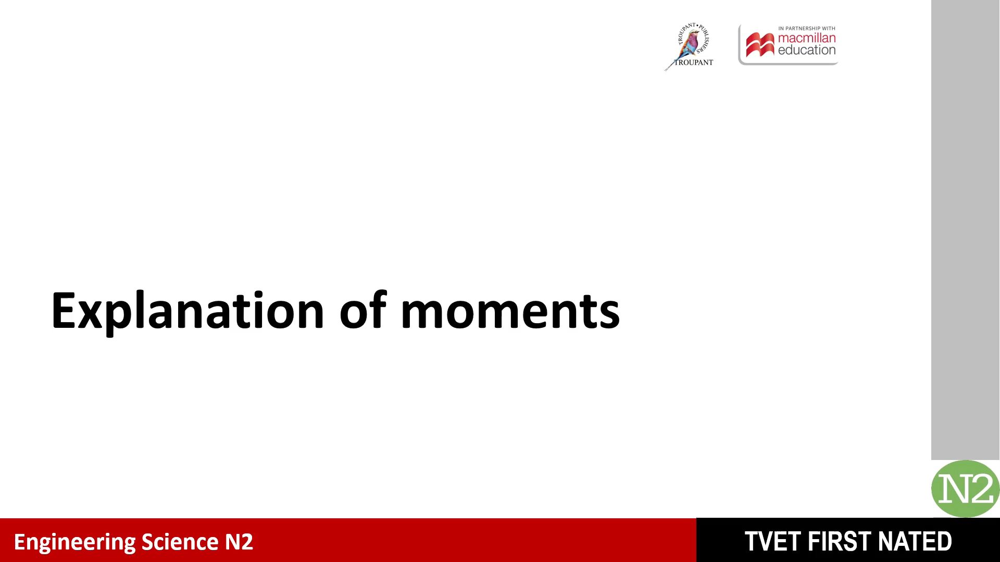 TROUPANT • PUBLISHERS
TROUPANT
IN PARTNERSHIP WITH
macmillan
education
Explanation of moments
N2
Engineering Science N2
TVET FIRST NATED